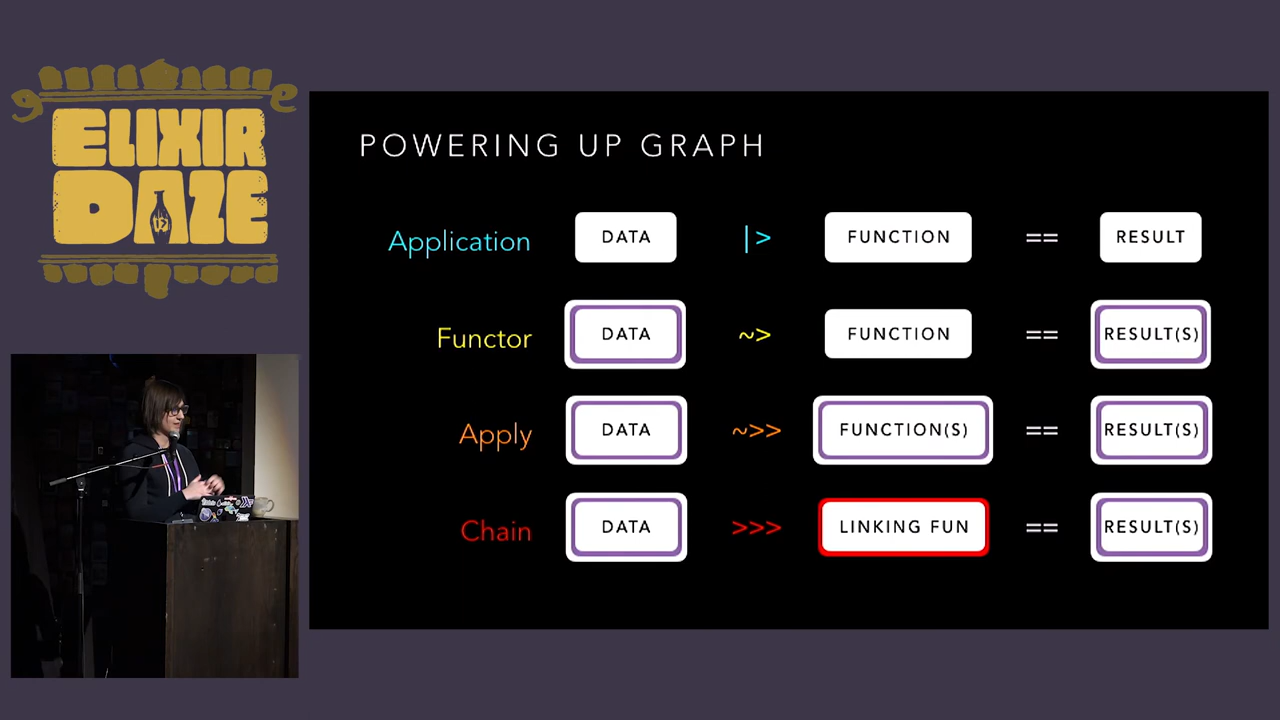 ELIXIR
DAZE
POWERING UP GRAPH
Application DATA |> FUNCTION == RESULT
Functor DATA ~> FUNCTION == RESULT(S)
Apply DATA ~>> FUNCTION(S) == RESULT(S)
Chain DATA >>> LINKING FUN == RESULT(S)